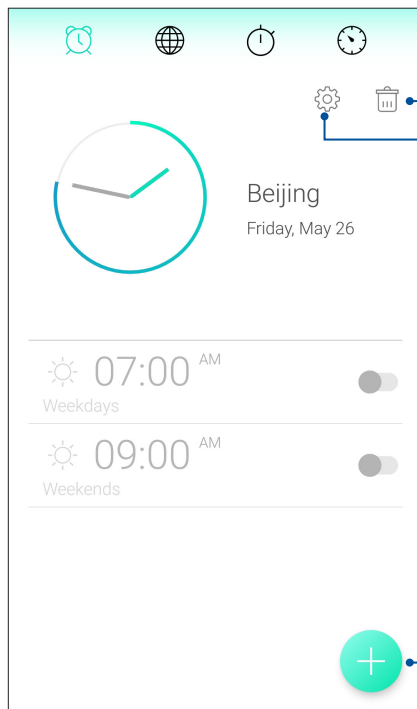 Beijing
Friday, May 26
07:00 AM
Weekdays
09:00 AM
Weekends